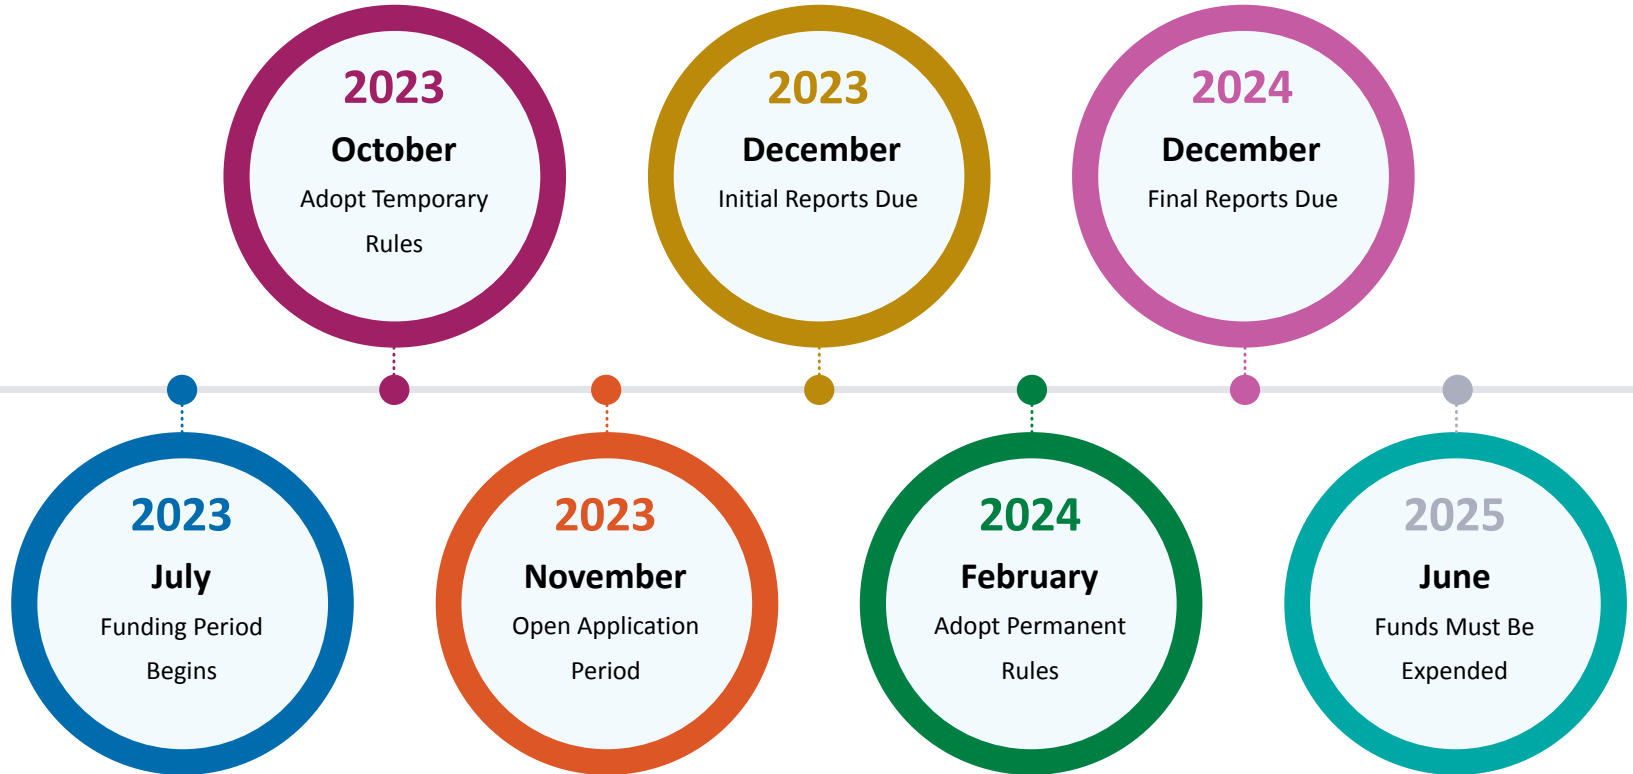 2023
October
Adopt Temporary
Rules
2023
December
Initial Reports Due
2024
December
Final Reports Due
2023
July
Funding Period
Begins
2023
November
Open Application
Period
2024
February
Adopt Permanent
Rules
2025
June
Funds Must Be
Expended